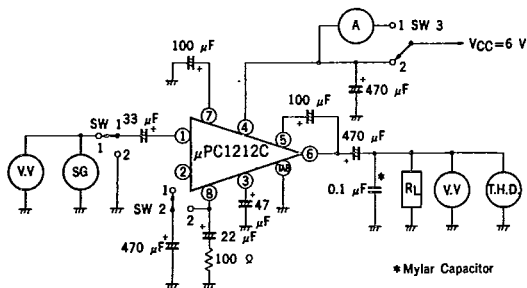 A
1 SW 3
VCC=6 V
2
100 μF
+
470 μF
+
7
4
100 μF
+
5
33 μF
+
SW 1
1
2
1
μPC1212C
6
470 μF
+
V.V
SG
2
TAB
*
0.1 μF
RL
V.V
T.H.D.
1
SW 2
2
8
3
+
47
μF
470 μF
+
+
22
μF
100 Ω
*Mylar Capacitor